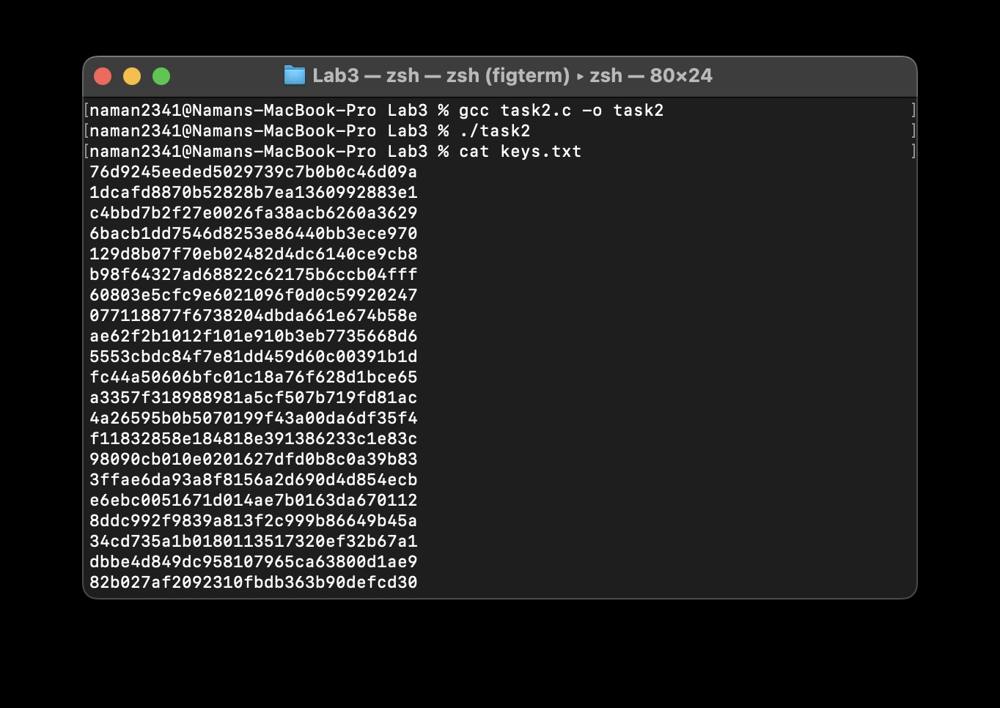 Lab3 — zsh — zsh (figterm) ▸ zsh — 80×24
[naman2341@Namans-MacBook-Pro Lab3 % gcc task2.c -o task2 ]
[naman2341@Namans-MacBook-Pro Lab3 % ./task2 ]
[naman2341@Namans-MacBook-Pro Lab3 % cat keys.txt ]
76d9245eeded5029739c7b0b0c46d09a
1dcafd8870b52828b7ea1360992883e1
c4bbd7b2f27e0026fa38acb6260a3629
6bacb1dd7546d8253e86440bb3ece970
129d8b07f70eb02482d4dc6140ce9cb8
b98f64327ad68822c62175b6ccb04fff
60803e5cfc9e6021096f0d0c59920247
077118877f6738204dbda661e674b58e
ae62f2b1012f101e910b3eb7735668d6
5553cbdc84f7e81dd459d60c00391b1d
fc44a50606bfc01c18a76f628d1bce65
a3357f318988981a5cf507b719fd81ac
4a26595b0b5070199f43a00da6df35f4
f11832858e184818e391386233c1e83c
98090cb010e0201627dfd0b8c0a39b83
3ffae6da93a8f8156a2d690d4d854ecb
e6ebc0051671d014ae7b0163da670112
8ddc992f9839a813f2c999b86649b45a
34cd735a1b0180113517320ef32b67a1
dbbe4d849dc958107965ca63800d1ae9
82b027af2092310fbdb363b90defcd30